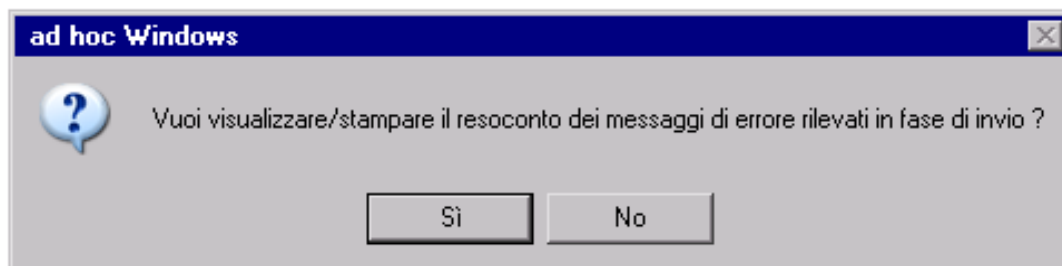 ad hoc Windows
Vuoi visualizzare/stampare il resoconto dei messaggi di errore rilevati in fase di invio ?
Sì
No